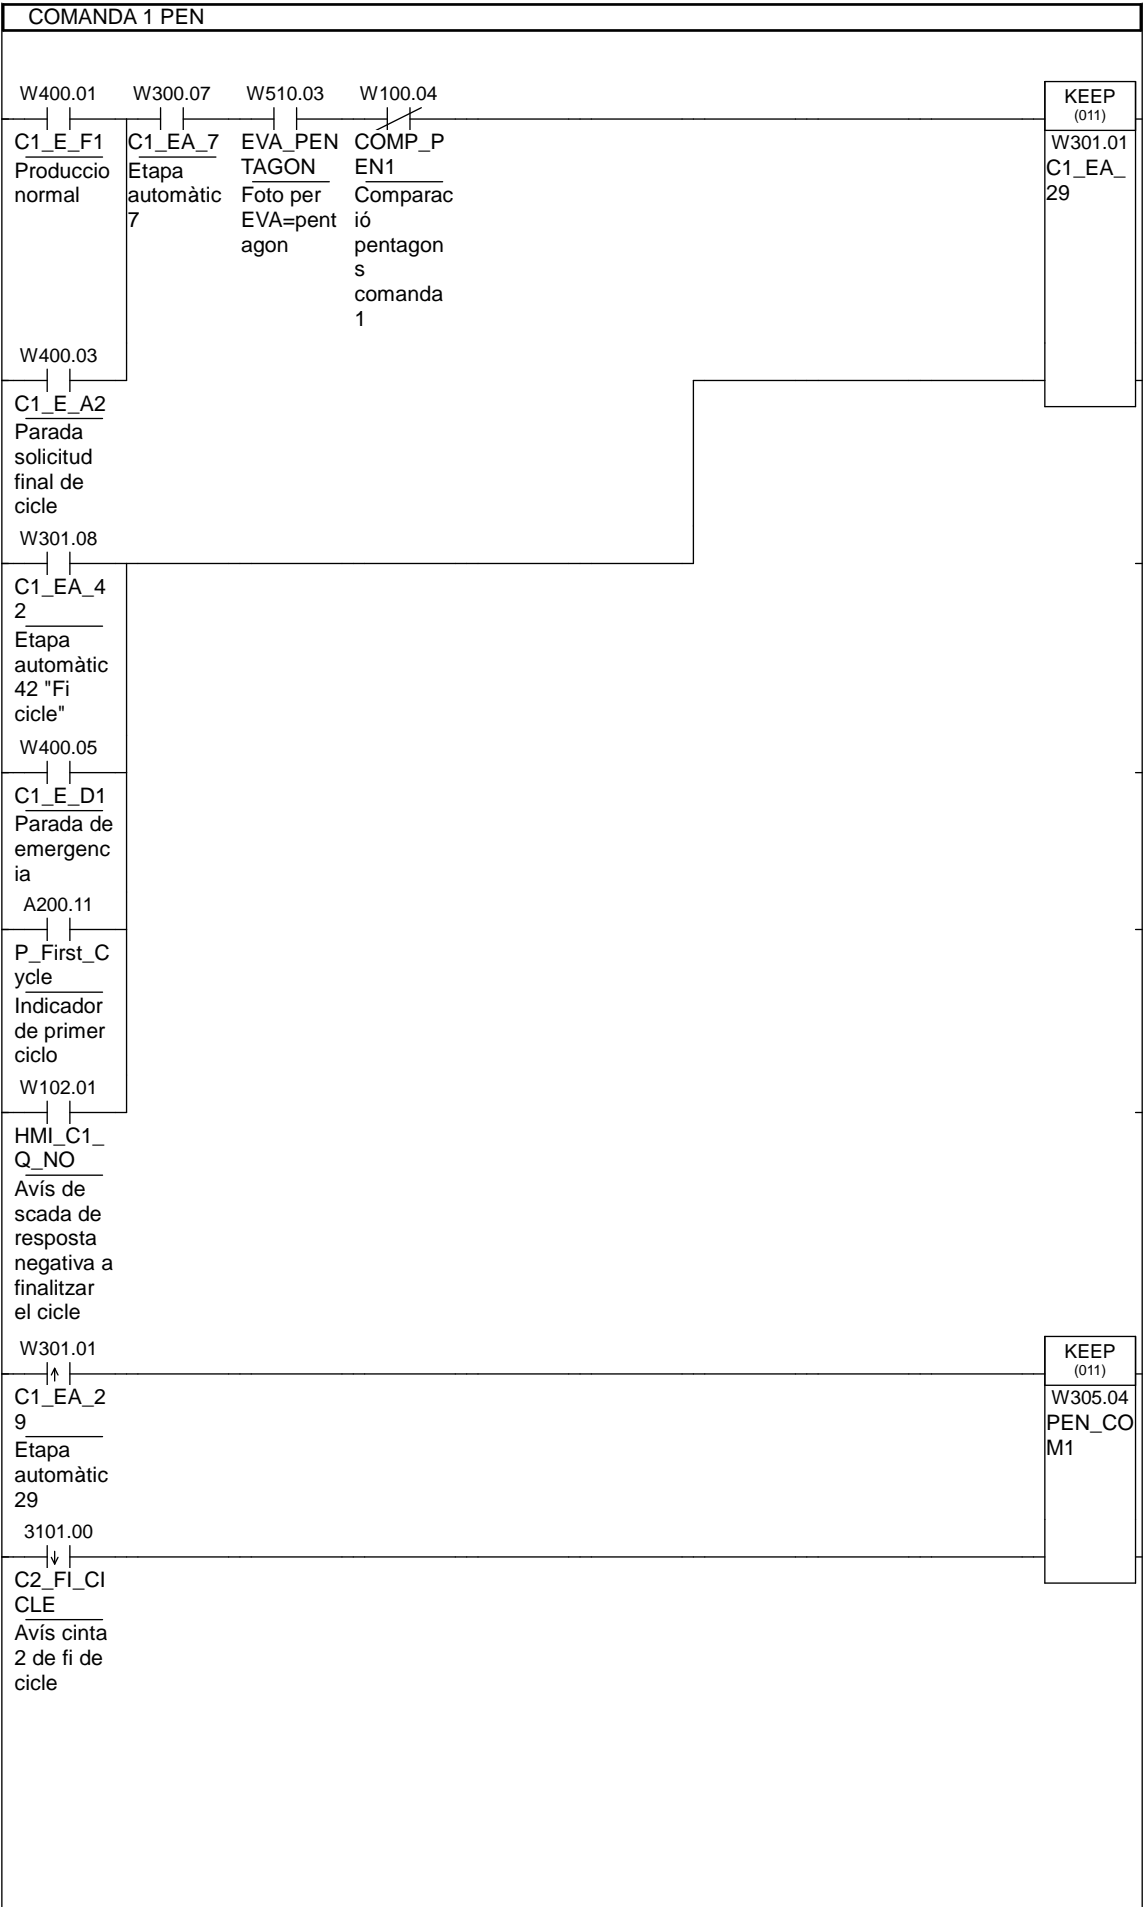 COMANDA 1 PEN
W400.01
W300.07
W510.03
W100.04
KEEP
(011)
C1_E_F1
C1_EA_7
EVA_PEN
TAGON
COMP_P
EN1
W301.01
C1_EA_
29
Produccio
normal
Etapa
automàtic
7
Foto per
EVA=pent
agon
Comparac
ió
pentagon
s
comanda
1
W400.03
C1_E_A2
Parada
solicitud
final de
cicle
W301.08
C1_EA_4
2
Etapa
automàtic
42 "Fi
cicle"
W400.05
C1_E_D1
Parada de
emergenc
ia
A200.11
P_First_C
ycle
Indicador
de primer
ciclo
W102.01
HMI_C1_
Q_NO
Avís de
scada de
resposta
negativa a
finalitzar
el cicle
W301.01
KEEP
(011)
C1_EA_2
9
W305.04
PEN_CO
M1
Etapa
automàtic
29
3101.00
C2_FI_CI
CLE
Avís cinta
2 de fi de
cicle